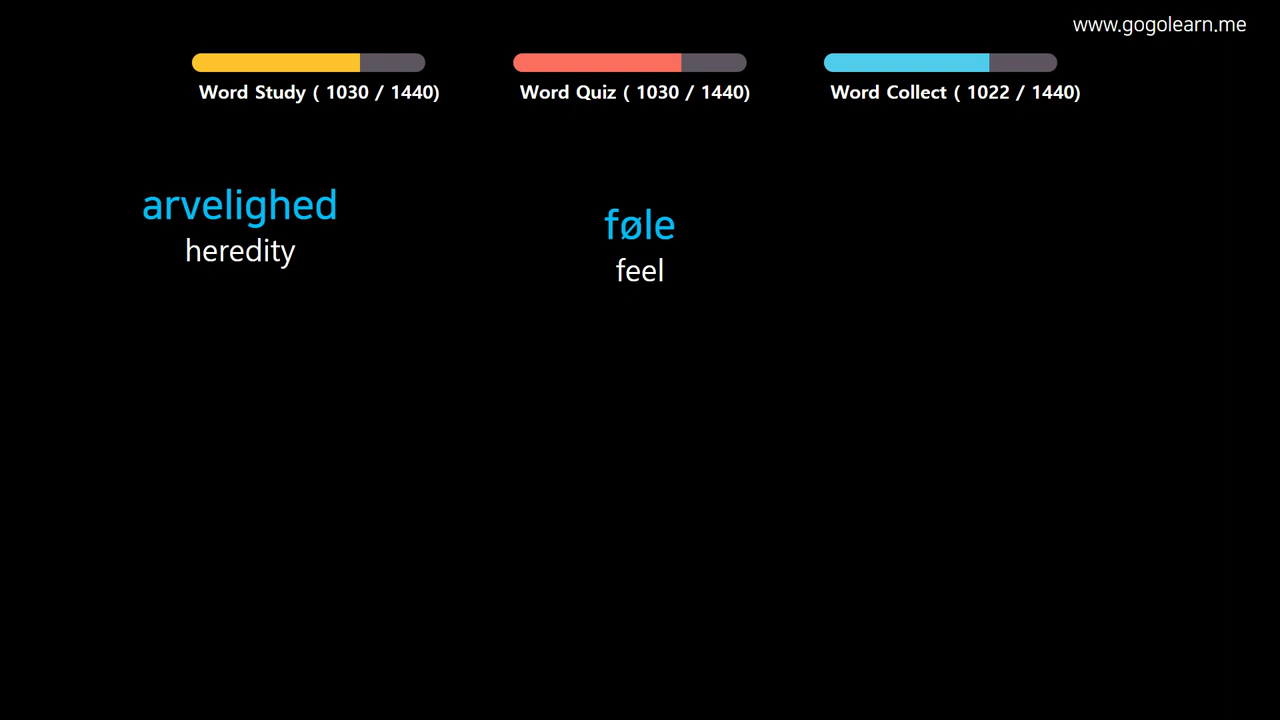 www.gogolearn.me
Word Study ( 1030 / 1440)
Word Quiz ( 1030 / 1440)
Word Collect ( 1022 / 1440)
arvelighed
heredity
føle
feel